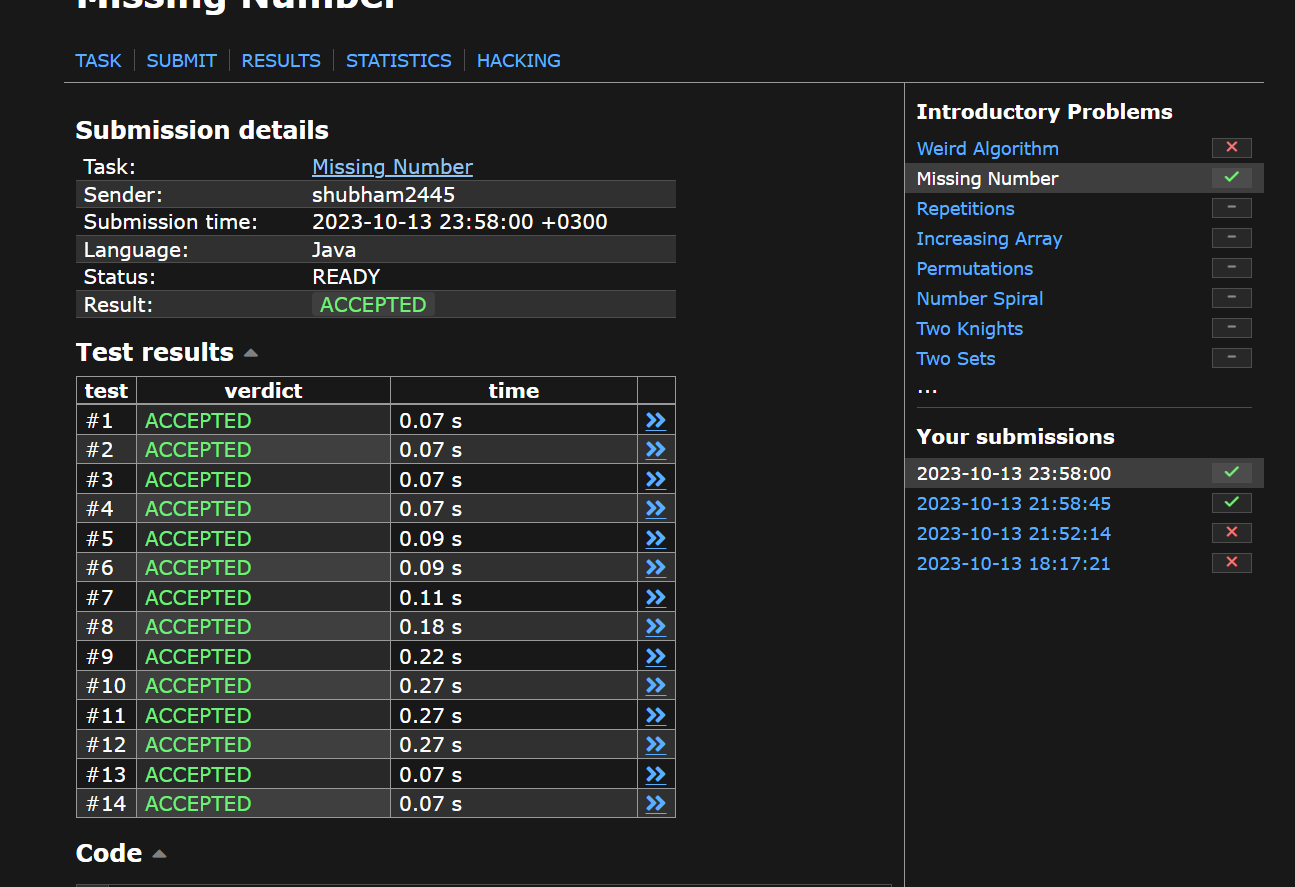 Missing Number
TASK SUBMIT RESULTS STATISTICS HACKING
Submission details
Task: Missing Number
Sender: shubham2445
Submission time: 2023-10-13 23:58:00 +0300
Language: Java
Status: READY
Result: ACCEPTED
Test results
test verdict time
#1 ACCEPTED 0.07 s
#2 ACCEPTED 0.07 s
#3 ACCEPTED 0.07 s
#4 ACCEPTED 0.07 s
#5 ACCEPTED 0.09 s
#6 ACCEPTED 0.09 s
#7 ACCEPTED 0.11 s
#8 ACCEPTED 0.18 s
#9 ACCEPTED 0.22 s
#10 ACCEPTED 0.27 s
#11 ACCEPTED 0.27 s
#12 ACCEPTED 0.27 s
#13 ACCEPTED 0.07 s
#14 ACCEPTED 0.07 s
Code
Introductory Problems
Weird Algorithm
Missing Number
Repetitions
Increasing Array
Permutations
Number Spiral
Two Knights
Two Sets
...
Your submissions
2023-10-13 23:58:00
2023-10-13 21:58:45
2023-10-13 21:52:14
2023-10-13 18:17:21